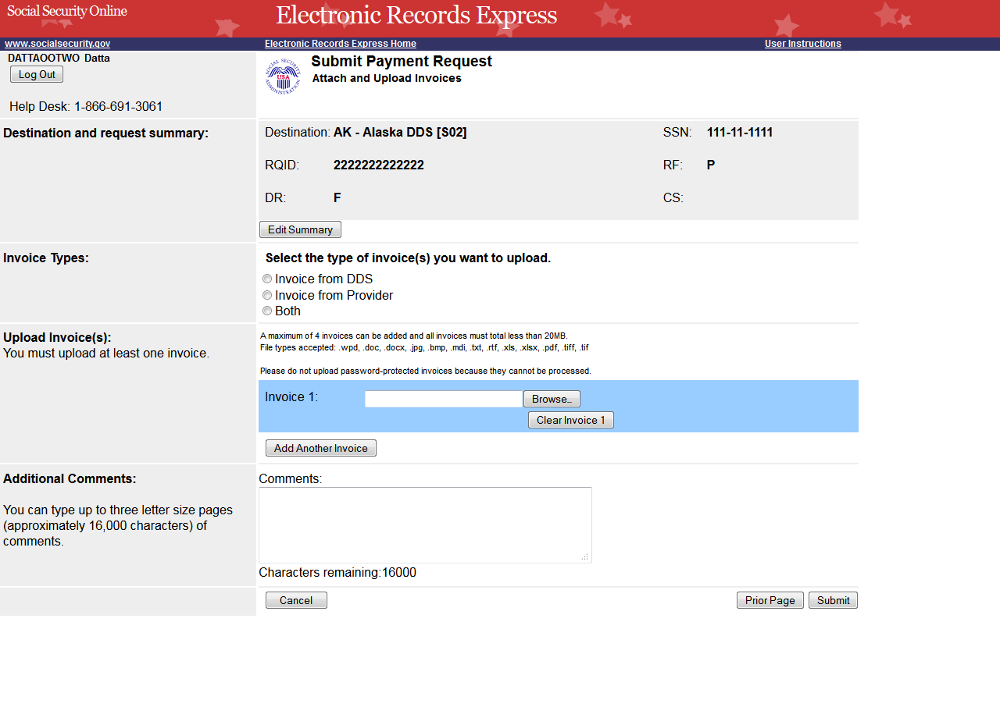 Social Security Online
Electronic Records Express
www.socialsecurity.gov
Electronic Records Express Home
User Instructions
DATTAOOTWO Datta
Log Out
Help Desk: 1-866-691-3061
SOCIAL SECURITY ADMINISTRATION
USA
Submit Payment Request
Attach and Upload Invoices
Destination and request summary:
Destination: AK - Alaska DDS [S02] SSN: 111-11-1111
RQID: 2222222222222 RF: P
DR: F CS:
Edit Summary
Invoice Types:
Select the type of invoice(s) you want to upload.
Invoice from DDS
Invoice from Provider
Both
Upload Invoice(s):
You must upload at least one invoice.
A maximum of 4 invoices can be added and all invoices must total less than 20MB.
File types accepted: .wpd, .doc, .docx, .jpg, .bmp, .mdi, .txt, .rtf, .xls, .xlsx, .pdf, .tiff, .tif
Please do not upload password-protected invoices because they cannot be processed.
Invoice 1: Browse...
Clear Invoice 1
Add Another Invoice
Additional Comments:
You can type up to three letter size pages
(approximately 16,000 characters) of
comments.
Comments:
Characters remaining:16000
Cancel Prior Page Submit